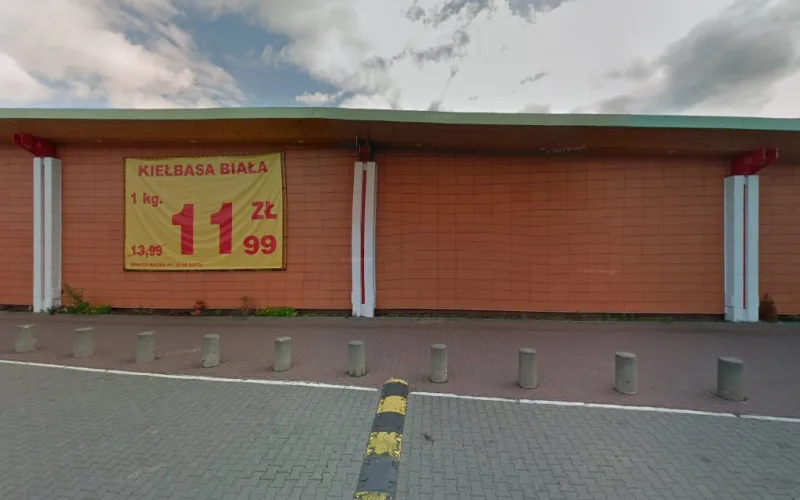 KIEŁBASA BIAŁA
1 kg.
11 ZŁ
99
13,99